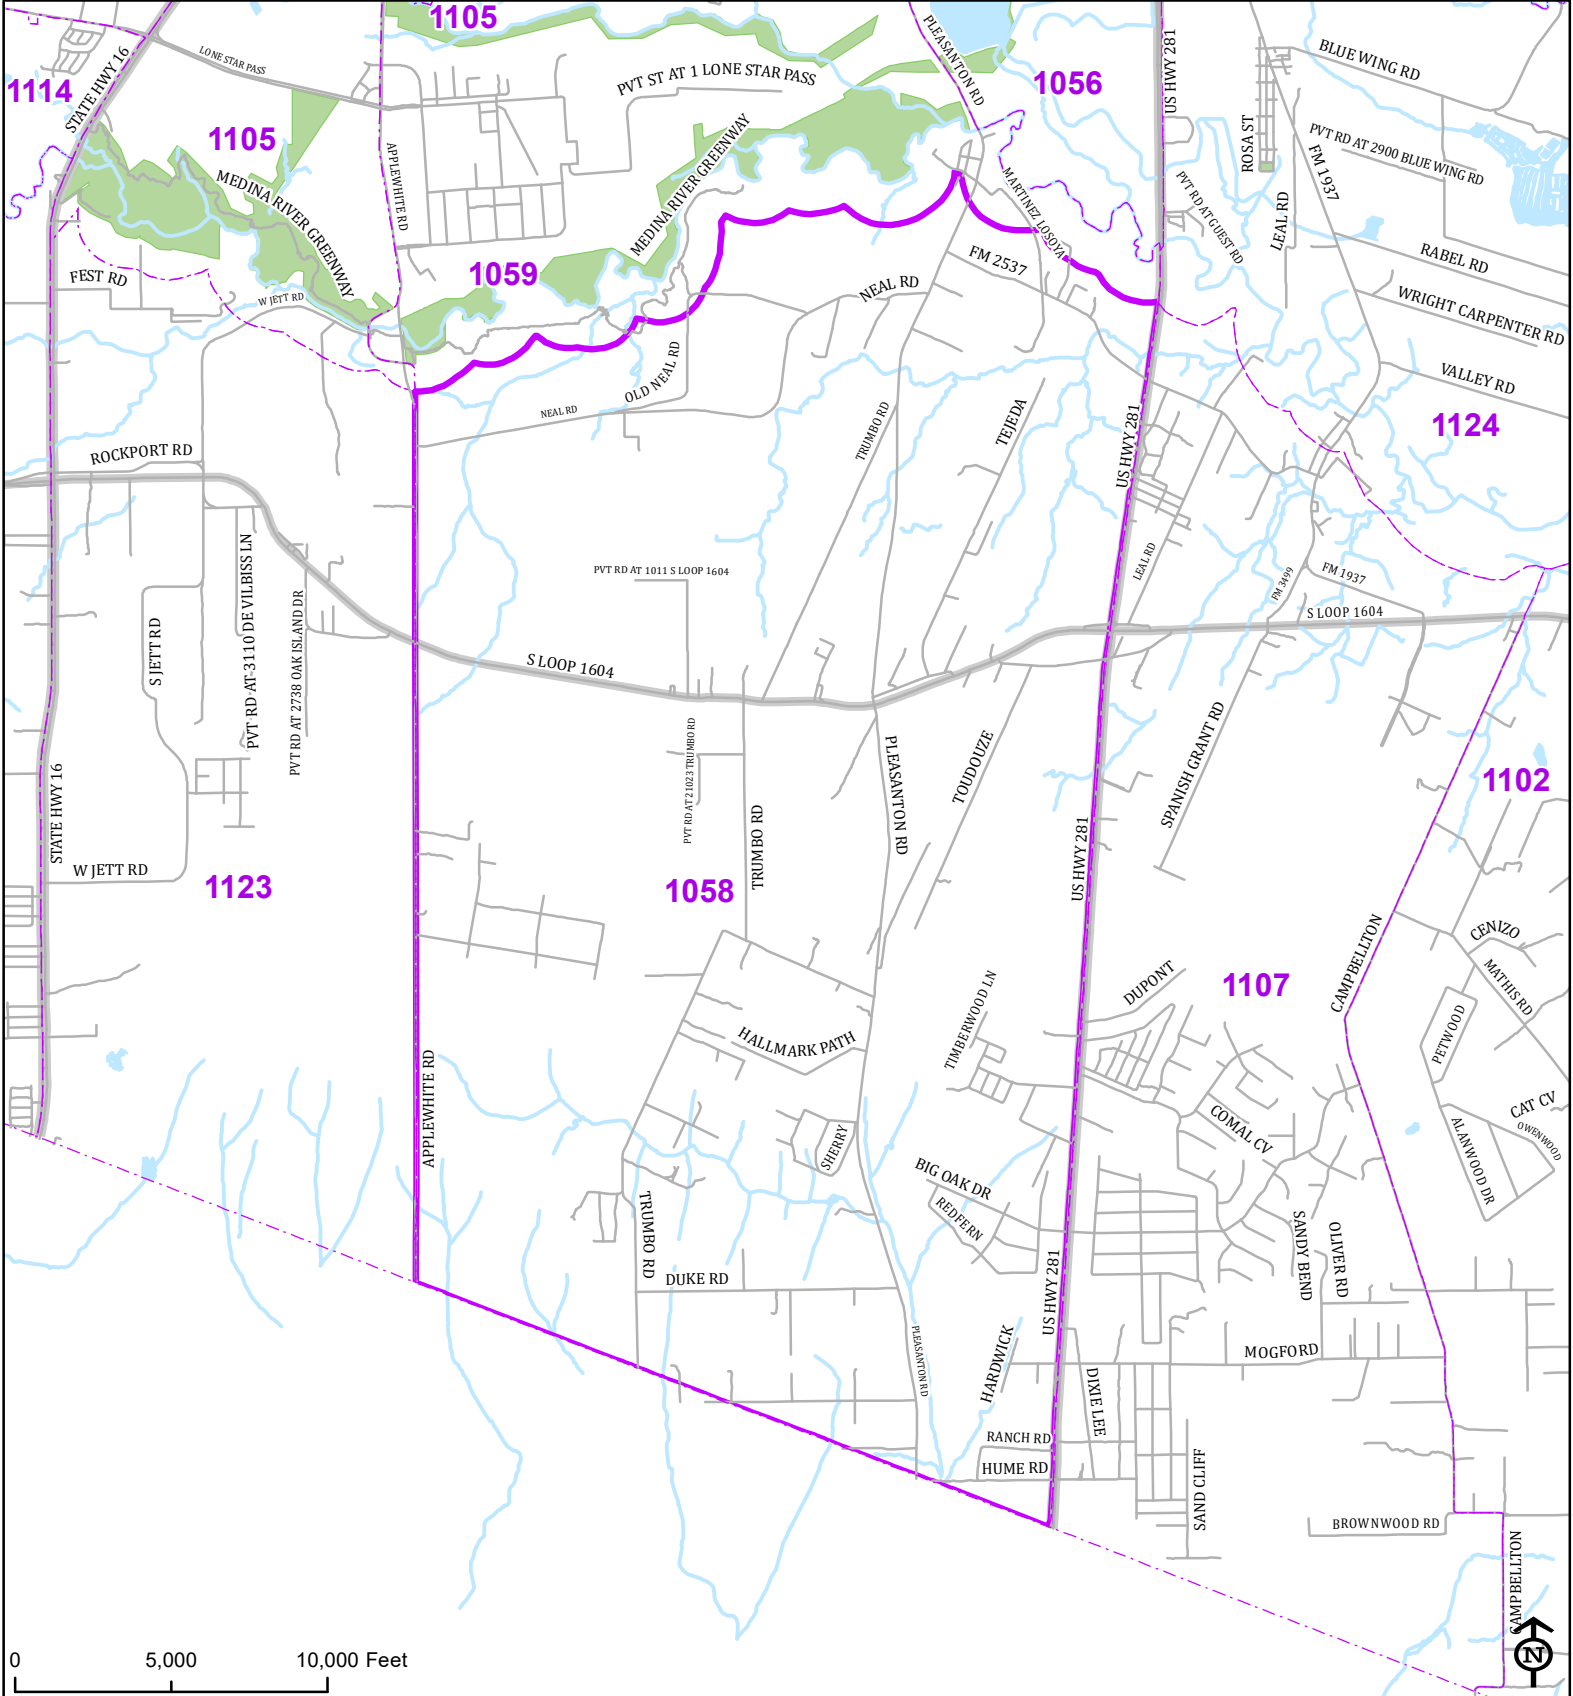 1105
PLEASANTON RD
US HWY 281
BLUE WING RD
STATE HWY 16
LONE STAR PASS
PVT ST AT 1 LONE STAR PASS
1056
1114
1105
ROSA ST
PVT RD AT 2900 BLUE WING RD
FM 1937
APPLEWHITE RD
MEDINA RIVER GREENWAY
MEDINA RIVER GREENWAY
MARTINEZ LOSOYA
PVT RD AT GUEST RD
LEAL RD
RABEL RD
FEST RD
1059
FM 2537
NEAL RD
W JETT RD
WRIGHT CARPENTER RD
OLD NEAL RD
VALLEY RD
NEAL RD
TRUMBO RD
TEJEDA
US HWY 281
1124
ROCKPORT RD
PVT RD AT 3110 DE VILBISS LN
PVT RD AT 1011 S LOOP 1604
LEAL RD
FM 3499
FM 1937
S LOOP 1604
S JETT RD
PVT RD AT 2738 OAK ISLAND DR
S LOOP 1604
PVT RD AT 21023 TRUMBO RD
PLEASANTON RD
TOUDOUZE
SPANISH GRANT RD
1102
STATE HWY 16
TRUMBO RD
US HWY 281
W JETT RD
1123
1058
CAMPBELLTON
CENIZO
MATHIS RD
DUPONT
1107
TIMBERWOOD LN
HALLMARK PATH
PETWOOD
APPLEWHITE RD
COMAL CV
CAT CV
OWENWOOD
ALANWOOD DR
SHERRY
BIG OAK DR
REDFERN
TRUMBO RD
SANDY BEND
OLIVER RD
DUKE RD
US HWY 281
PLEASANTON RD
HARDWICK
MOGFORD
DIXIE LEE
RANCH RD
HUME RD
SAND CLIFF
BROWNWOOD RD
CAMPBELLTON
N
0 5,000 10,000 Feet